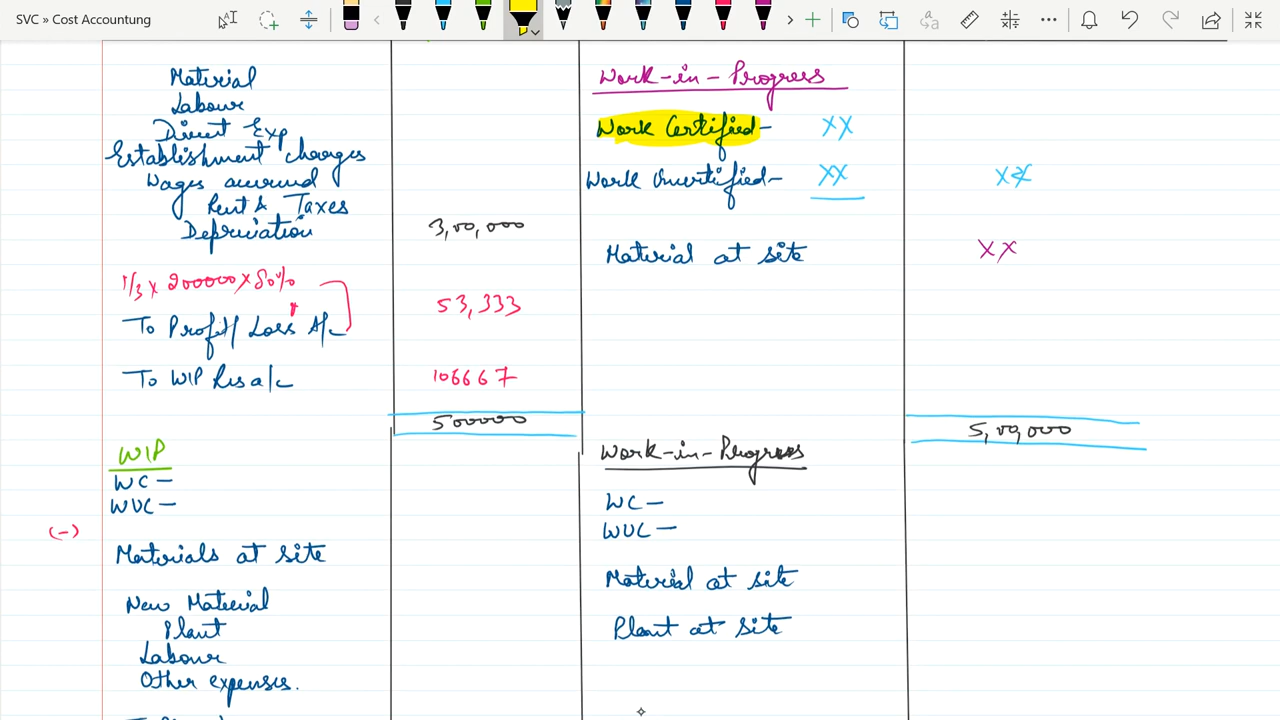 SVC » Cost Accountung
Material
Labour
Direct Exp
Establishment charges
Wages accrued
Rent & Taxes
Depreciation 3,00,000
1/3 x 200000 x 80%
To Profit/Loss A/c 53,333
To WIP Res a/c 106667
500000
Work-in-Progress
Work Certified- XX
Work Uncertified- XX XX
Material at site XX
5,00,000
WIP
WC -
WUC -
(-)
Materials at site
New Material
Plant
Labour
Other expenses.
Work-in-Progress
WC -
WUC -
Material at site
Plant at site